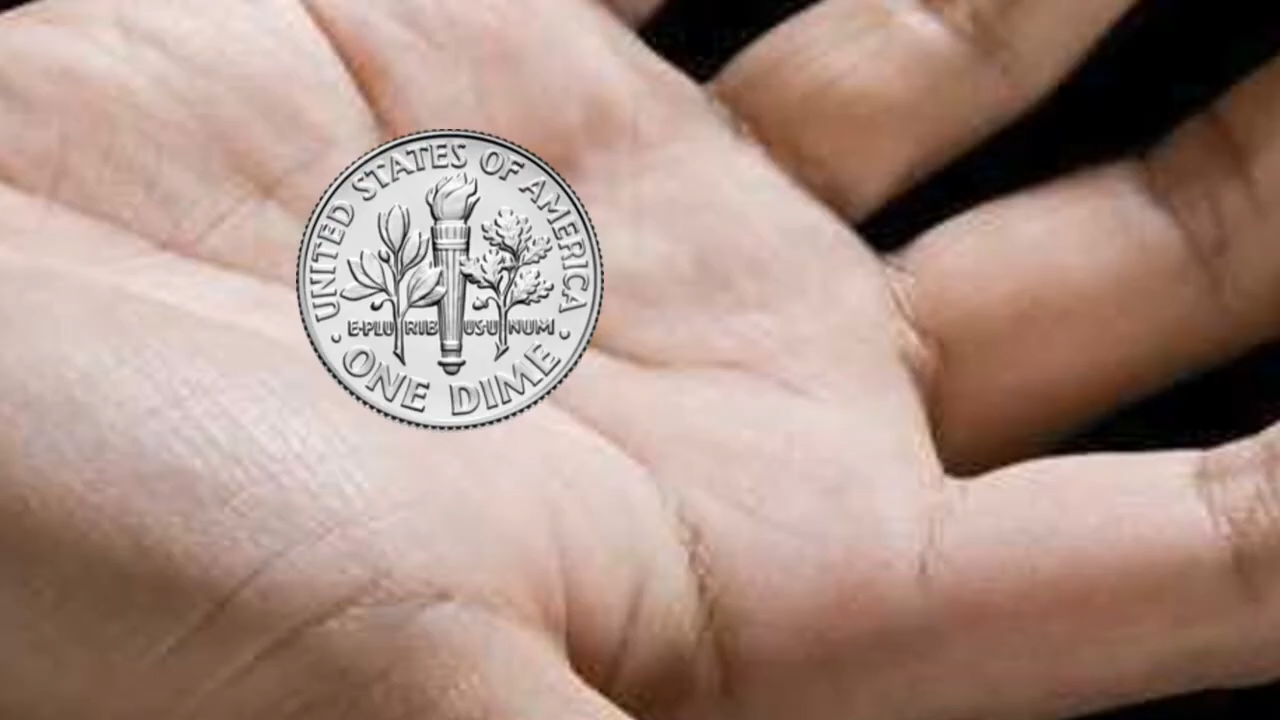 UNITED STATES OF AMERICA
E·PLURIBUS·UNUM
· ONE DIME ·